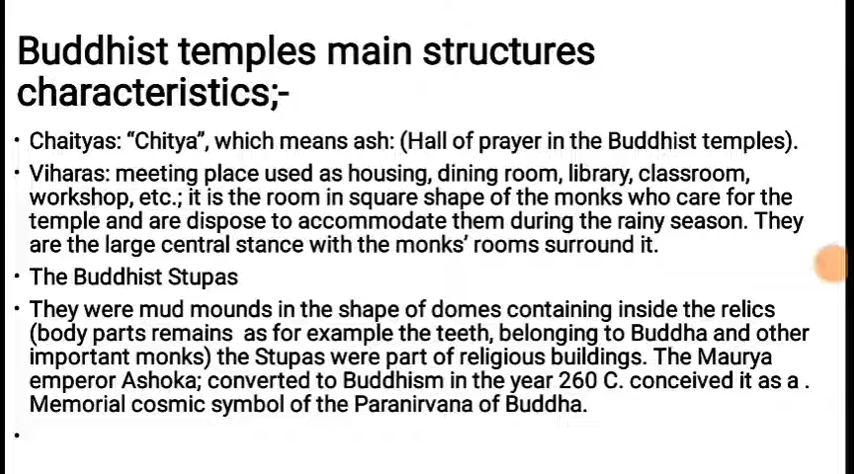 Buddhist temples main structures
characteristics;-
• Chaityas: “Chitya”, which means ash: (Hall of prayer in the Buddhist temples).
• Viharas: meeting place used as housing, dining room, library, classroom,
workshop, etc.; it is the room in square shape of the monks who care for the
temple and are dispose to accommodate them during the rainy season. They
are the large central stance with the monks’ rooms surround it.
• The Buddhist Stupas
• They were mud mounds in the shape of domes containing inside the relics
(body parts remains as for example the teeth, belonging to Buddha and other
important monks) the Stupas were part of religious buildings. The Maurya
emperor Ashoka; converted to Buddhism in the year 260 C. conceived it as a .
Memorial cosmic symbol of the Paranirvana of Buddha.
•